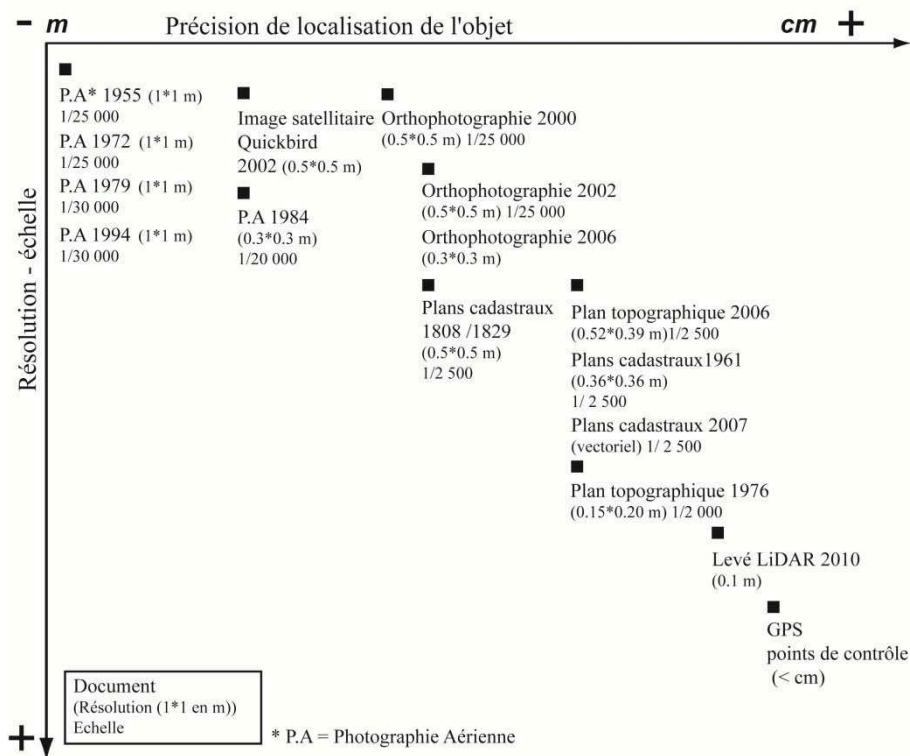 - m Précision de localisation de l'objet cm +
Résolution - échelle
P.A* 1955 (1*1 m)
1/25 000
P.A 1972 (1*1 m)
1/25 000
P.A 1979 (1*1 m)
1/30 000
P.A 1994 (1*1 m)
1/30 000
Image satellitaire
Quickbird
2002 (0.5*0.5 m)
P.A 1984
(0.3*0.3 m)
1/20 000
Orthophotographie 2000
(0.5*0.5 m) 1/25 000
Orthophotographie 2002
(0.5*0.5 m) 1/25 000
Orthophotographie 2006
(0.3*0.3 m)
Plans cadastraux
1808 /1829
(0.5*0.5 m)
1/2 500
Plan topographique 2006
(0.52*0.39 m)1/2 500
Plans cadastraux1961
(0.36*0.36 m)
1/ 2 500
Plans cadastraux 2007
(vectoriel) 1/ 2 500
Plan topographique 1976
(0.15*0.20 m) 1/2 000
Levé LiDAR 2010
(0.1 m)
GPS
points de contrôle
(< cm)
+
Document
(Résolution (1*1 en m))
Echelle
* P.A = Photographie Aérienne